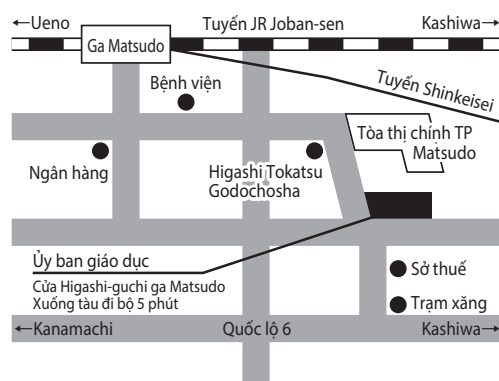 ←Ueno
Tuyến JR Joban-sen
Kashiwa→
Ga Matsudo
Tuyến Shinkeisei
Bệnh viện
Tòa thị chính TP
Matsudo
Ngân hàng
Higashi Tokatsu
Godochosha
Ủy ban giáo dục
Cửa Higashi-guchi ga Matsudo
Xuống tàu đi bộ 5 phút
Sở thuế
Trạm xăng
←Kanamachi
Quốc lộ 6
Kashiwa→